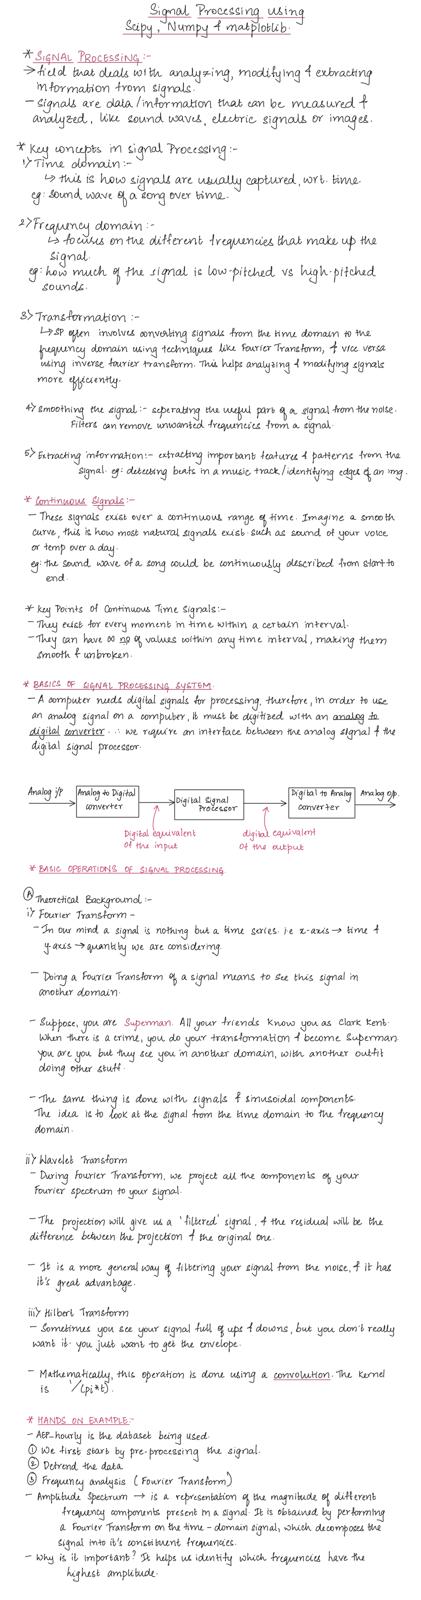 Signal Processing using
Scipy, Numpy & matplotlib.
* SIGNAL PROCESSING :-
→ field that deals with analyzing, modifying & extracting
information from signals.
- signals are data/information that can be measured &
analyzed, like sound waves, electric signals or images.
* Key concepts in signal Processing :-
1) Time domain :-
↳ this is how signals are usually captured, wrt. time.
eg: sound wave of a song over time.
2) Frequency domain :-
↳ focuses on the different frequencies that make up the
signal.
eg: how much of the signal is low-pitched vs high-pitched
sounds.
3) Transformation :-
↳ SP often involves converting signals from the time domain to the
frequency domain using techniques like Fourier Transform, & vice versa
using inverse fourier transform. This helps analyzing & modifying signals
more efficiently.
4) Smoothing the signal :- seperating the useful part of a signal from the noise.
Filters can remove unwanted frequencies from a signal.
5) Extracting information :- extracting important features & patterns from the
signal. eg: detecting beats in a music track/identifying edges of an img.
* Continuous Signals :-
- These signals exist over a continuous range of time. Imagine a smooth
curve, this is how most natural signals exist. such as sound of your voice
or temp over a day.
eg: the sound wave of a song could be continuously described from start to
end.
* Key Points of Continuous Time Signals :-
- They exist for every moment in time within a certain interval.
- They can have ∞ no of values within any time interval, making them
smooth & unbroken.
* BASICS OF SIGNAL PROCESSING SYSTEM.
- A computer needs digital signals for processing, therefore, in order to use
an analog signal on a computer, it must be digitized with an analog to
digital converter. ∴ we require an interface between the analog signal & the
digital signal processor.
Analog i/p
Analog to Digital
converter
Digital Signal
Processor
Digital to Analog
converter
Analog o/p.
Digital equivalent
of the input
digital equivalent
of the output
* BASIC OPERATIONS OF SIGNAL PROCESSING
A Theoretical Background :-
i) Fourier Transform -
- In our mind a signal is nothing but a time series. i.e x-axis → time &
y axis → quantity we are considering.
- Doing a Fourier Transform of a signal means to see this signal in
another domain.
- Suppose, you are Superman. All your friends know you as Clark Kent.
When there is a crime, you do your transformation & become Superman.
You are you but they see you in another domain, with another outfit
doing other stuff.
- The same thing is done with signals & sinusoidal components.
The idea is to look at the signal from the time domain to the frequency
domain.
ii) Wavelet Transform
- During Fourier Transform, we project all the components of your
Fourier spectrum to your signal.
- The projection will give us a 'filtered' signal, & the residual will be the
difference between the projection & the original one.
- It is a more general way of filtering your signal from the noise, & it has
it's great advantage.
iii) Hilbert Transform
- Sometimes you see your signal full of ups & downs, but you don't really
want it. you just want to get the envelope.
- Mathematically, this operation is done using a convolution. The kernel
is 1/(pi*t).
* HANDS ON EXAMPLE :-
- AEP_hourly is the dataset being used.
① We first start by pre-processing the signal.
② Detrend the data
③ Frequency analysis (Fourier Transform)
- Amplitude Spectrum → is a representation of the magnitude of different
frequency components present in a signal. It is obtained by performing
a Fourier Transform on the time-domain signal, which decomposes the
signal into it's constituent frequencies.
- Why is it important? It helps us identify which frequencies have the
highest amplitude.